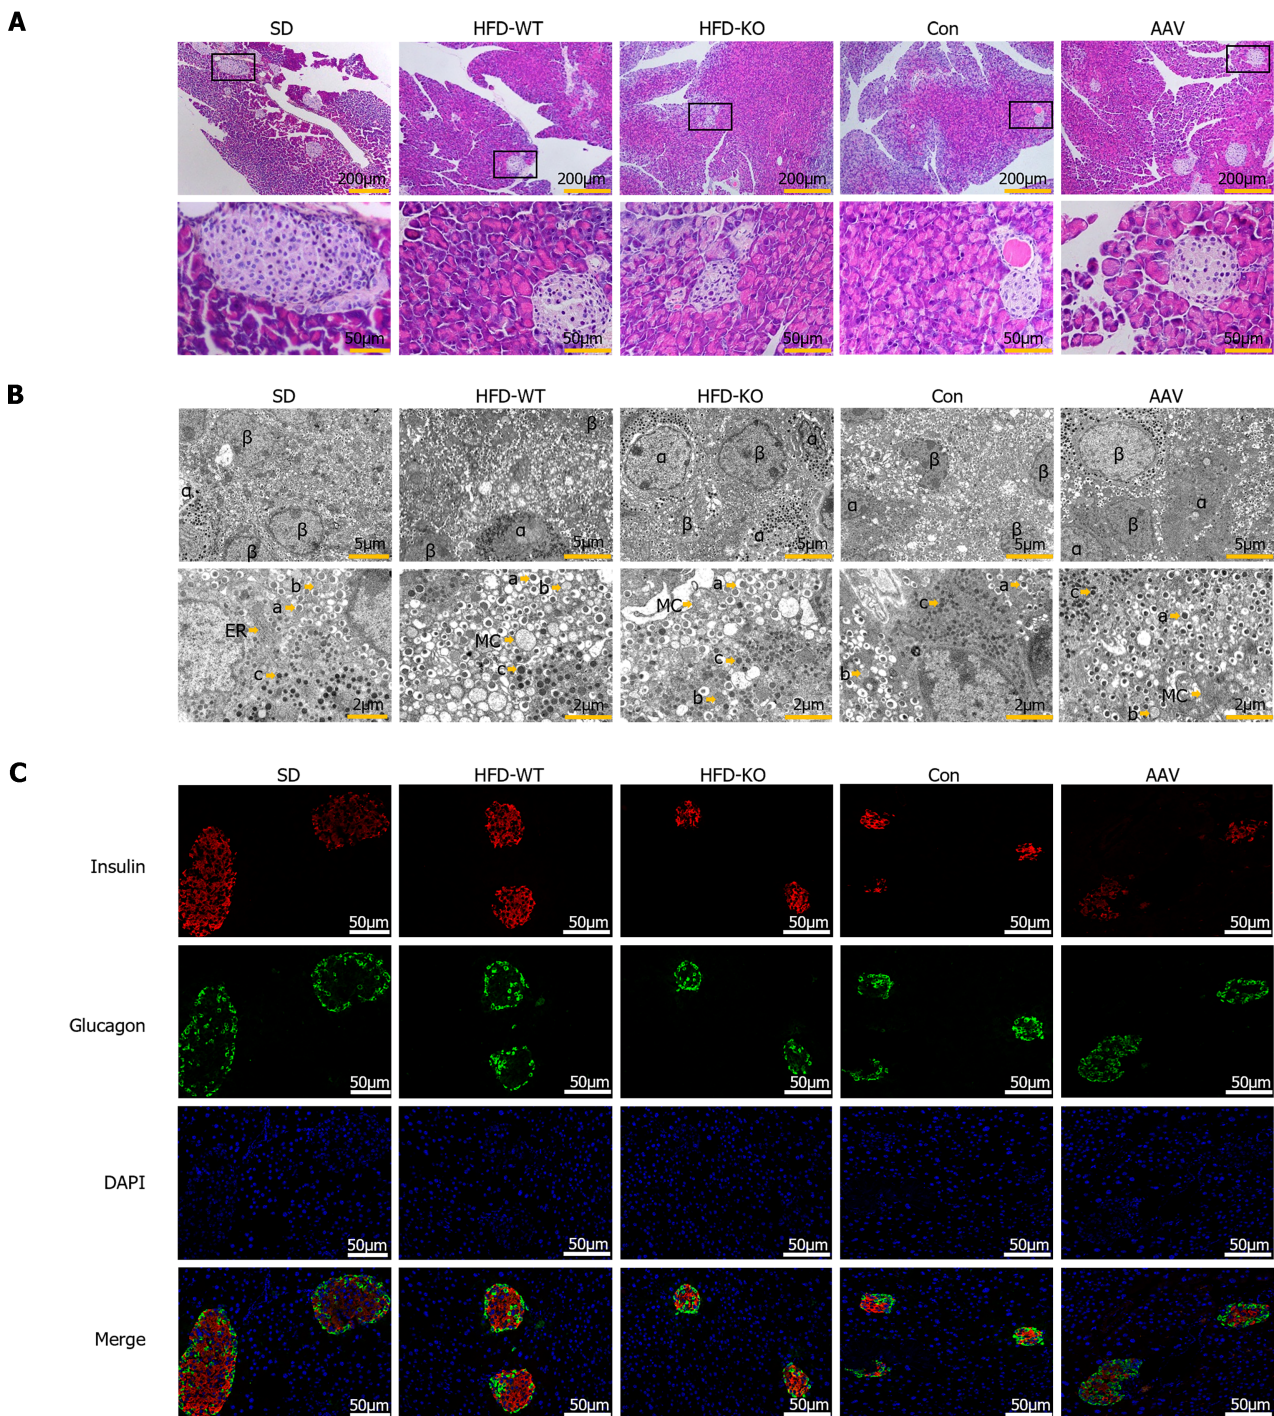 A
SD HFD-WT HFD-KO Con AAV
200μm 200μm 200μm 200μm 200μm
50μm 50μm 50μm 50μm 50μm
B
SD HFD-WT HFD-KO Con AAV
β α β β β 5μm
β α β 5μm
α β α β α 5μm
β β α β 5μm
β α β α 5μm
b a ER c 2μm
a b MC c 2μm
a MC c b 2μm
a c b 2μm
c a MC b 2μm
C
SD HFD-WT HFD-KO Con AAV
Insulin 50μm 50μm 50μm 50μm 50μm
Glucagon 50μm 50μm 50μm 50μm 50μm
DAPI 50μm 50μm 50μm 50μm 50μm
Merge 50μm 50μm 50μm 50μm 50μm